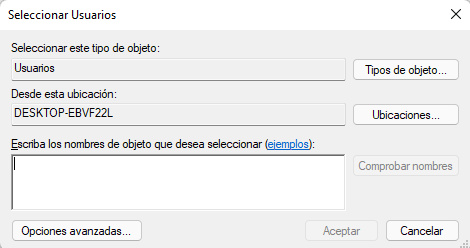 Seleccionar Usuarios
Seleccionar este tipo de objeto:
Usuarios
Tipos de objeto...
Desde esta ubicación:
DESKTOP-EBVF22L
Ubicaciones...
Escriba los nombres de objeto que desea seleccionar (ejemplos):
Comprobar nombres
Opciones avanzadas...
Aceptar
Cancelar